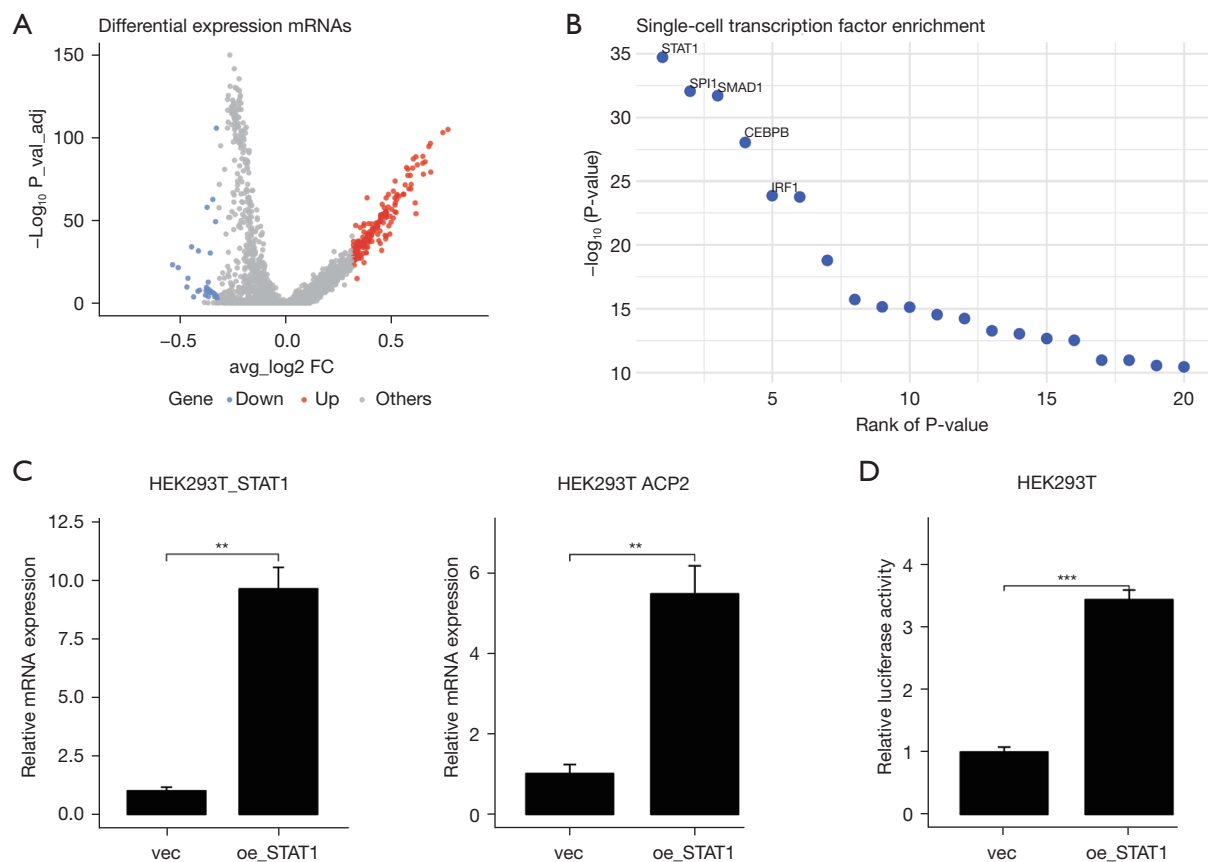 A
Differential expression mRNAs
150
100
50
0
−Log₁₀ P_val_adj
−0.5
0.0
0.5
avg_log2 FC
Gene
Down
Up
Others
B
Single-cell transcription factor enrichment
35
30
25
20
15
10
−log₁₀ (P-value)
STAT1
SPI1
SMAD1
CEBPB
IRF1
5
10
15
20
Rank of P-value
C
HEK293T_STAT1
12.5
10.0
7.5
5.0
2.5
0.0
Relative mRNA expression
**
vec
oe_STAT1
HEK293T ACP2
6
4
2
0
Relative mRNA expression
**
vec
oe_STAT1
D
HEK293T
4
3
2
1
0
Relative luciferase activity
***
vec
oe_STAT1